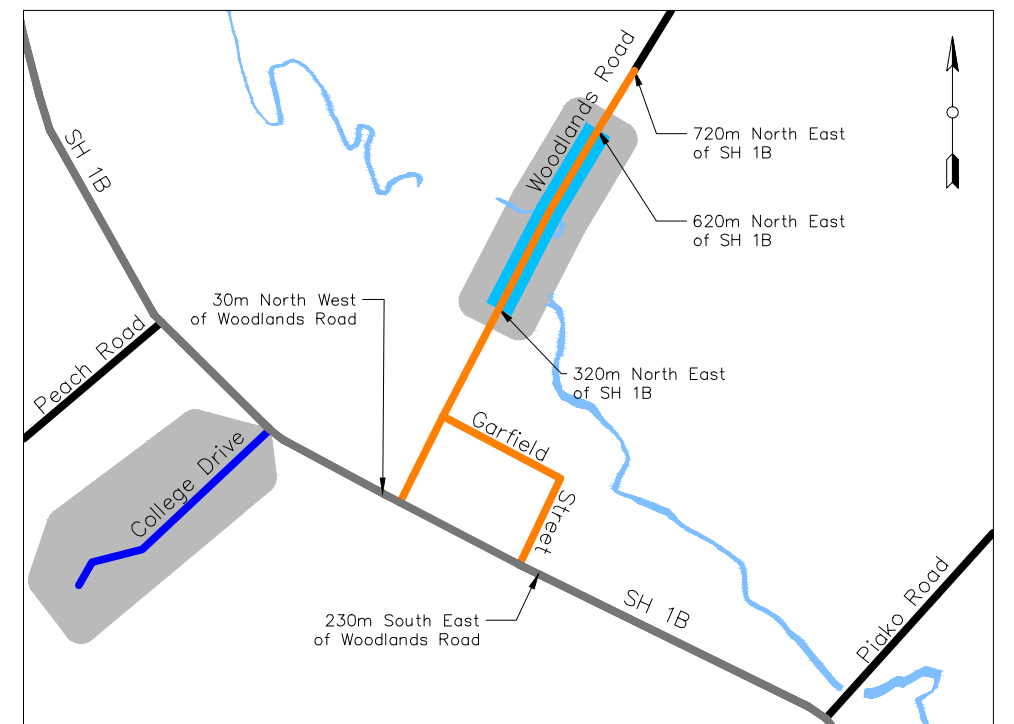 Woodlands Road
720m North East
of SH 1B
SH 1B
620m North East
of SH 1B
30m North West
of Woodlands Road
Peach Road
320m North East
of SH 1B
Garfield
Street
College Drive
230m South East
of Woodlands Road
SH 1B
Piako Road